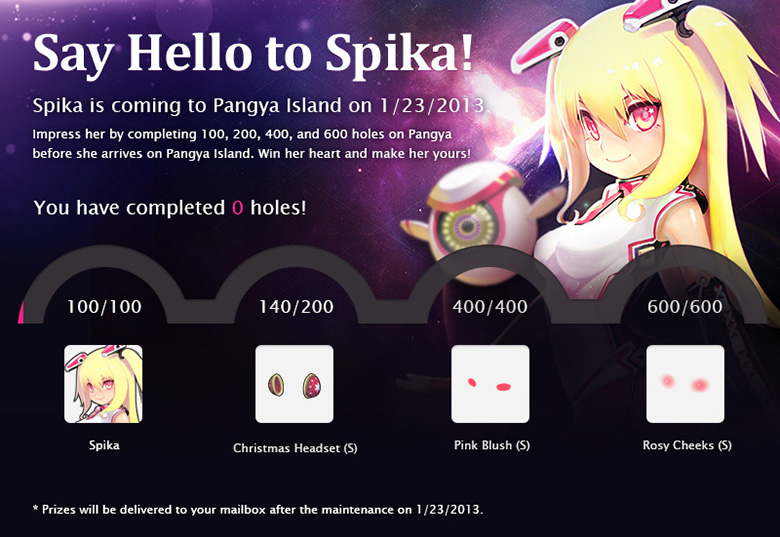 Say Hello to Spika!
Spika is coming to Pangya Island on 1/23/2013.
Impress her by completing 100, 200, 400, and 600 holes on Pangya
before she arrives on Pangya Island. Win her heart and make her yours!
You have completed 0 holes!
100/100 140/200 400/400 600/600
Spika Christmas Headset (S) Pink Blush (S) Rosy Cheeks (S)
* Prizes will be delivered to your mailbox after the maintenance on 1/23/2013.